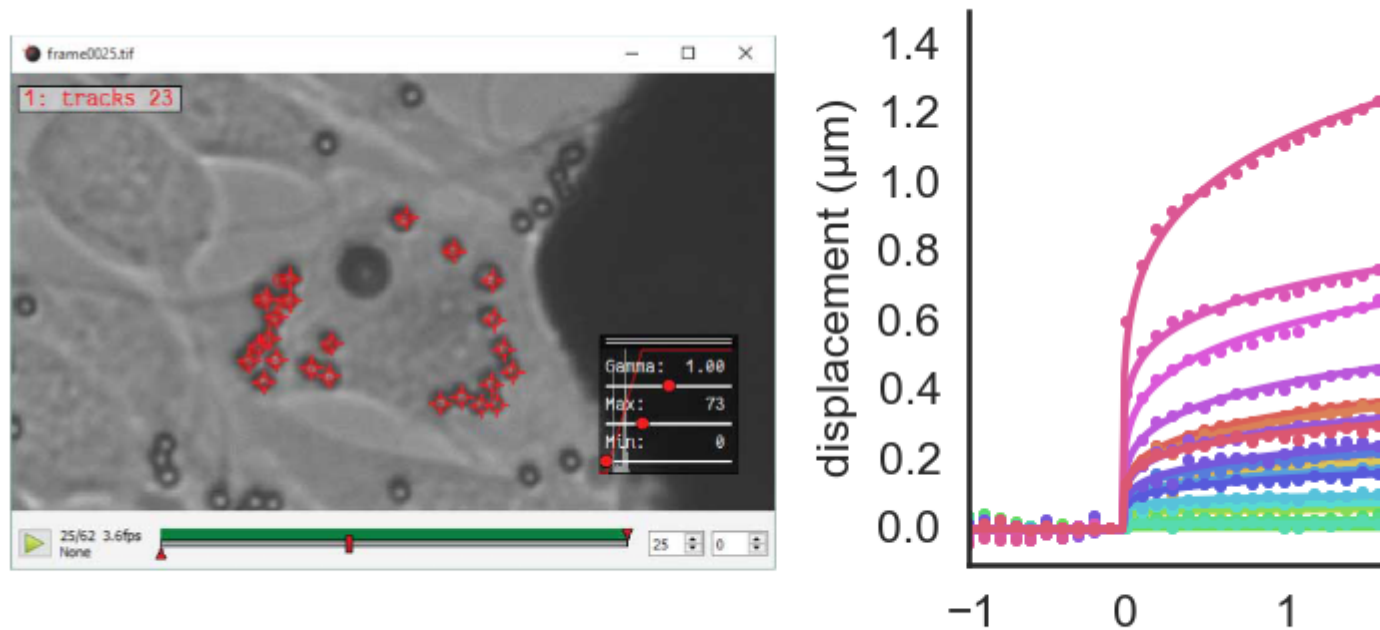 frame0025.tif
1: tracks 23
Gamma: 1.00
Max: 73
Min: 0
25/62 3.6fps
None
25
0
displacement (µm)
1.4
1.2
1.0
0.8
0.6
0.4
0.2
0.0
−1 0 1